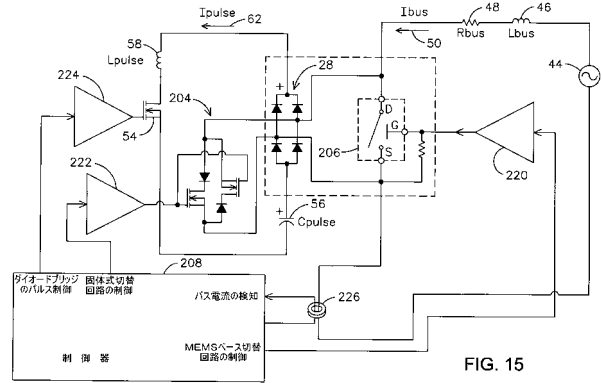 Ipulse
62
Ibus
48
46
58
Lpulse
50
Rbus
Lbus
44
224
204
+
28
54
D
G
206
S
220
222
+
56
Cpulse
208
226
ダイオードブリッジ
のパルス制御
固体式切替
回路の制御
バス電流の検知
MEMSベース切替
回路の制御
制御器
FIG. 15